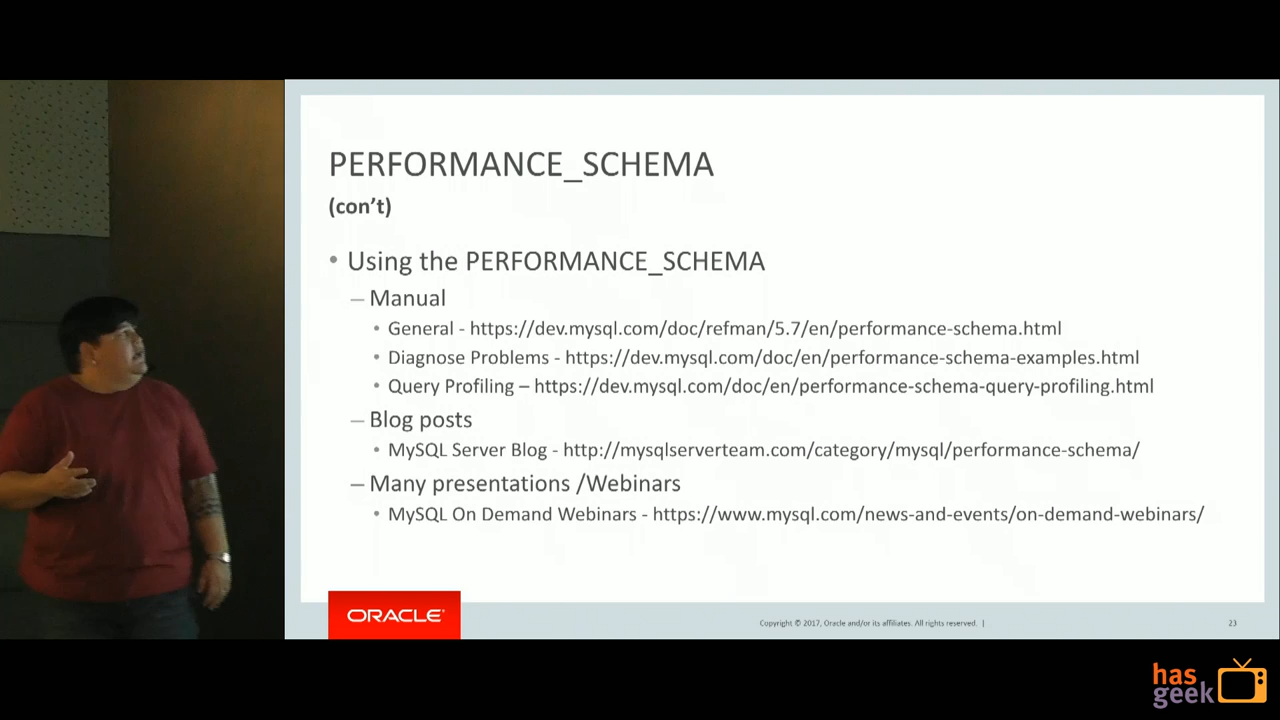 PERFORMANCE_SCHEMA
(con't)
• Using the PERFORMANCE_SCHEMA
– Manual
• General - https://dev.mysql.com/doc/refman/5.7/en/performance-schema.html
• Diagnose Problems - https://dev.mysql.com/doc/en/performance-schema-examples.html
• Query Profiling – https://dev.mysql.com/doc/en/performance-schema-query-profiling.html
– Blog posts
• MySQL Server Blog - http://mysqlserverteam.com/category/mysql/performance-schema/
– Many presentations /Webinars
• MySQL On Demand Webinars - https://www.mysql.com/news-and-events/on-demand-webinars/
ORACLE®
Copyright © 2017, Oracle and/or its affiliates. All rights reserved. |
23
has
geek